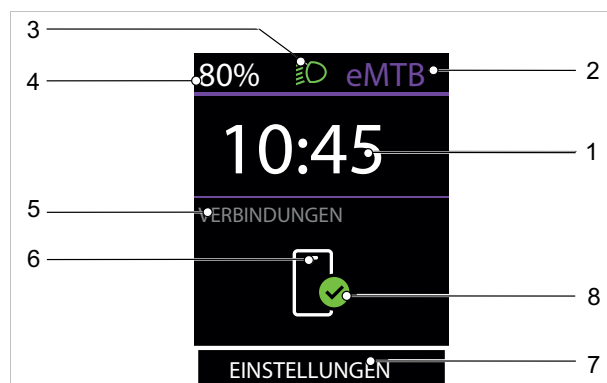 3
4 80% eMTB 2
10:45 1
5 VERBINDUNGEN
6
8
EINSTELLUNGEN 7